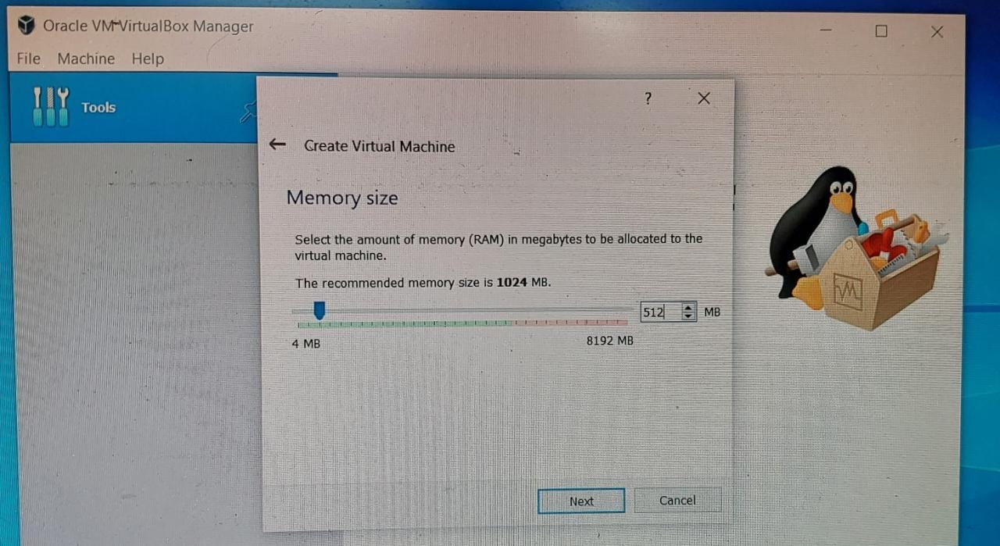 Oracle VM VirtualBox Manager
File Machine Help
Tools
?
Create Virtual Machine
Memory size
Select the amount of memory (RAM) in megabytes to be allocated to the
virtual machine.
The recommended memory size is 1024 MB.
512 MB
4 MB 8192 MB
Next Cancel